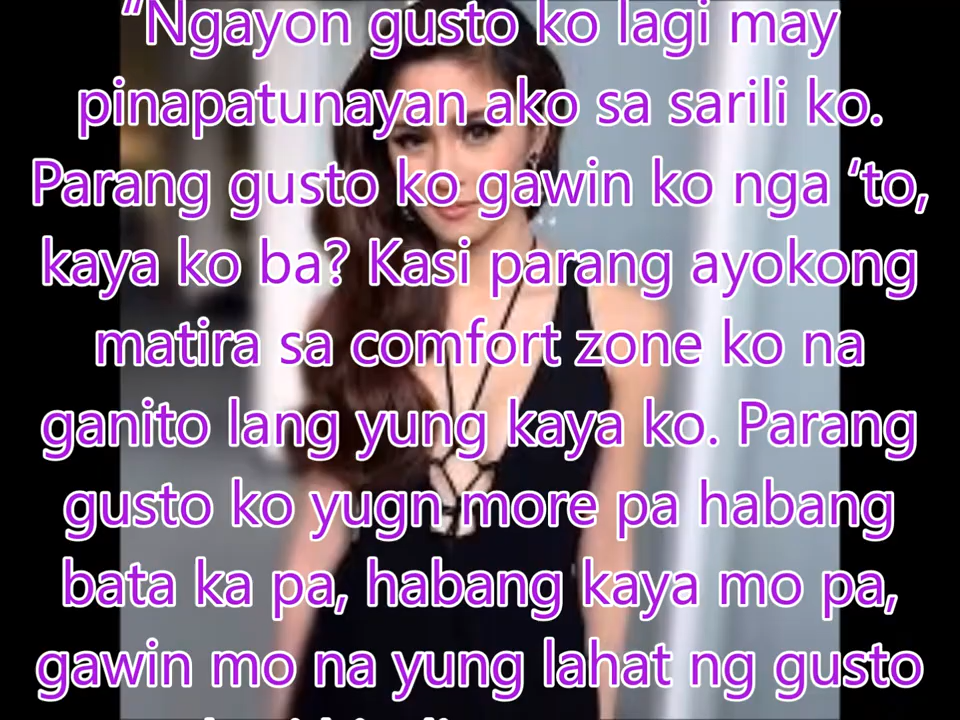 “Ngayon gusto ko lagi may
pinapatunayan ako sa sarili ko.
Parang gusto ko gawin ko nga ‘to,
kaya ko ba? Kasi parang ayokong
matira sa comfort zone ko na
ganito lang yung kaya ko. Parang
gusto ko yugn more pa habang
bata ka pa, habang kaya mo pa,
gawin mo na yung lahat ng gusto